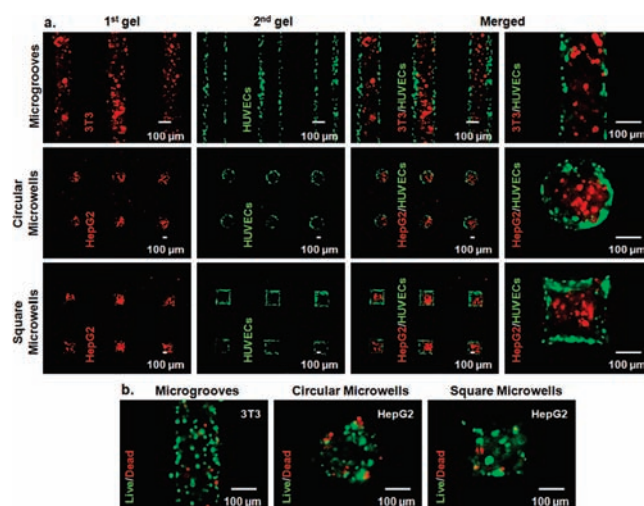 a.
1st gel
2nd gel
Merged
Microgrooves
3T3
100 µm
HUVECs
100 µm
3T3/HUVECs
100 µm
3T3/HUVECs
100 µm
Circular
Microwells
HepG2
100 µm
HUVECs
100 µm
HepG2/HUVECs
100 µm
HepG2/HUVECs
100 µm
Square
Microwells
HepG2
100 µm
HUVECs
100 µm
HepG2/HUVECs
100 µm
HepG2/HUVECs
100 µm
b.
Microgrooves
Circular Microwells
Square Microwells
Live/Dead
3T3
100 µm
Live/Dead
HepG2
100 µm
Live/Dead
HepG2
100 µm